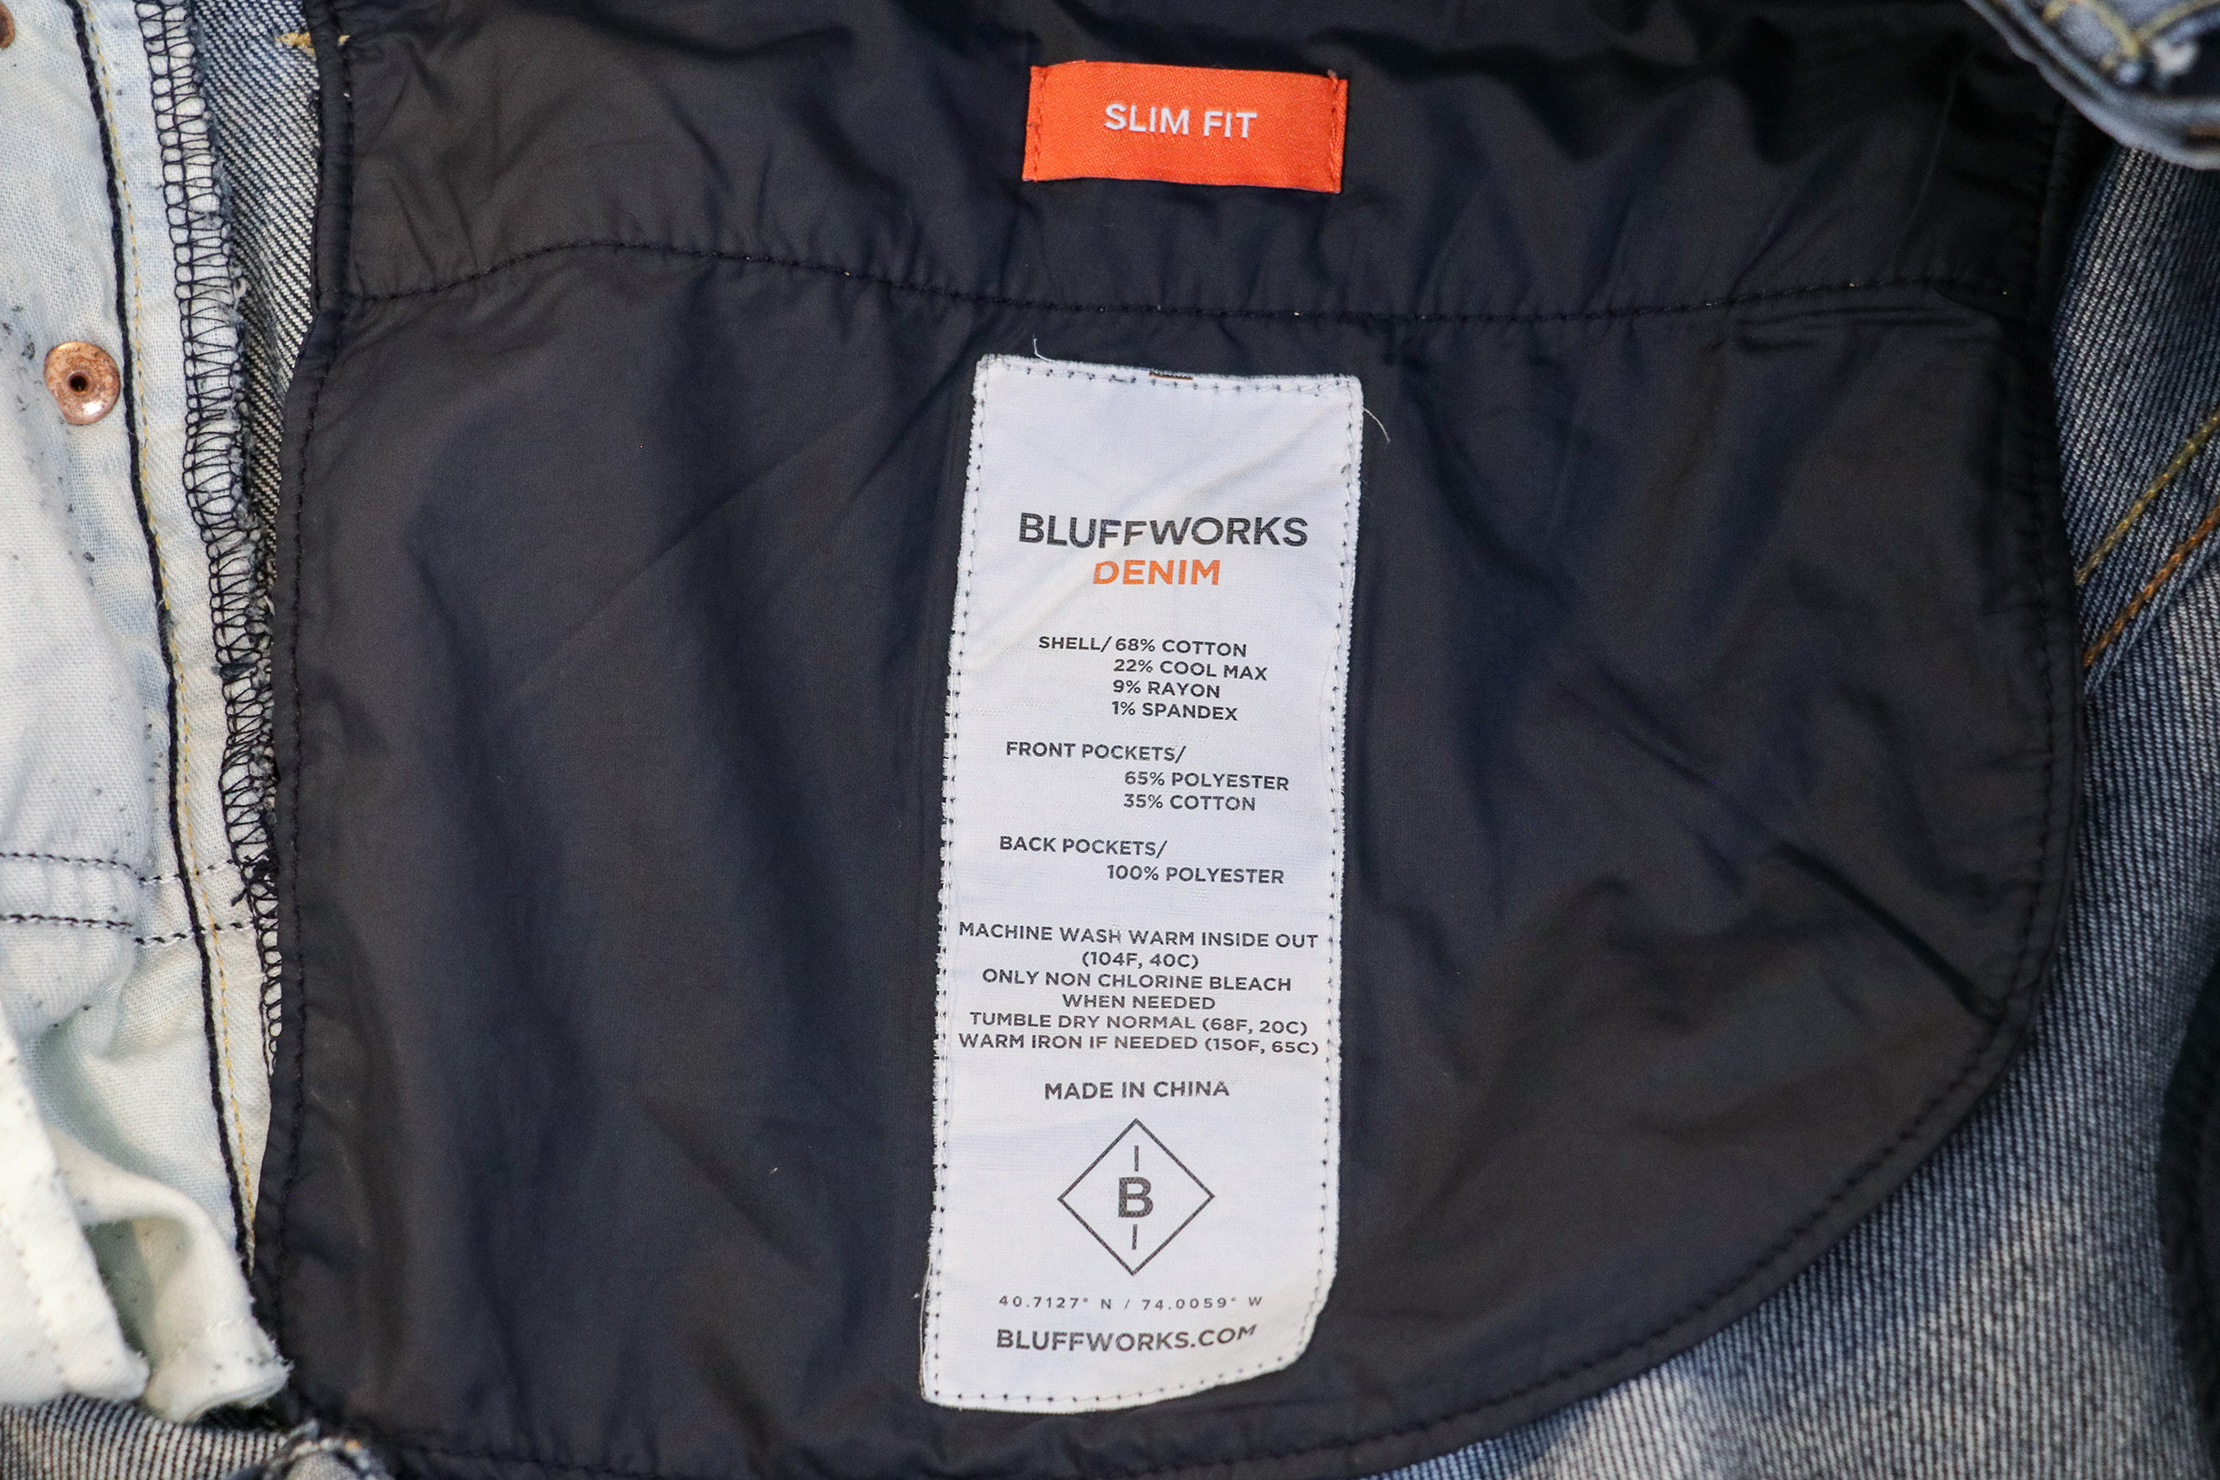 SLIM FIT
BLUFFWORKS
DENIM
SHELL/ 68% COTTON
22% COOL MAX
9% RAYON
1% SPANDEX
FRONT POCKETS/
65% POLYESTER
35% COTTON
BACK POCKETS/
100% POLYESTER
MACHINE WASH WARM INSIDE OUT
(104F, 40C)
ONLY NON CHLORINE BLEACH
WHEN NEEDED
TUMBLE DRY NORMAL (68F, 20C)
WARM IRON IF NEEDED (150F, 65C)
MADE IN CHINA
B
40.7127° N / 74.0059° W
BLUFFWORKS.COM